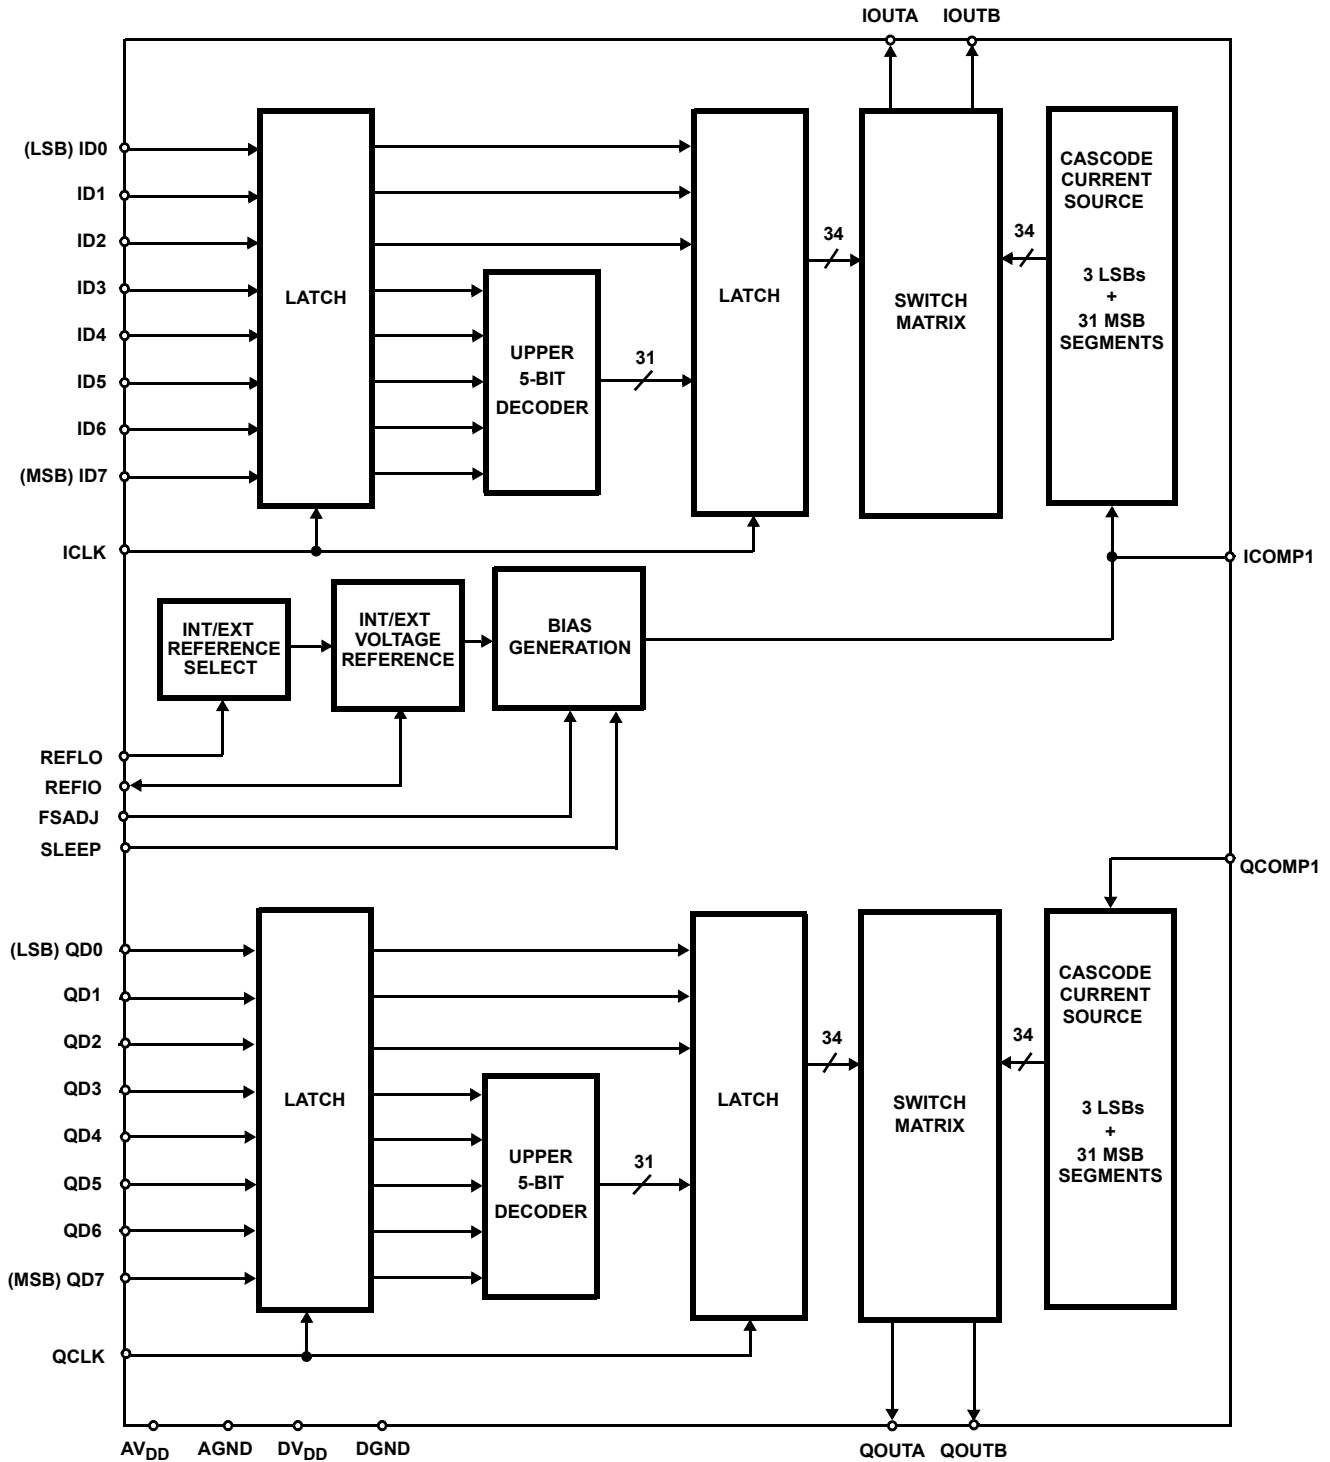 IOUTA IOUTB
(LSB) ID0
ID1
ID2
ID3
ID4
ID5
ID6
(MSB) ID7
ICLK
LATCH
UPPER
5-BIT
DECODER
31
LATCH
34
SWITCH
MATRIX
34
CASCODE
CURRENT
SOURCE
3 LSBs
+
31 MSB
SEGMENTS
ICOMP1
INT/EXT
REFERENCE
SELECT
INT/EXT
VOLTAGE
REFERENCE
BIAS
GENERATION
REFLO
REFIO
FSADJ
SLEEP
QCOMP1
(LSB) QD0
QD1
QD2
QD3
QD4
QD5
QD6
(MSB) QD7
QCLK
LATCH
UPPER
5-BIT
DECODER
31
LATCH
34
SWITCH
MATRIX
34
CASCODE
CURRENT
SOURCE
3 LSBs
+
31 MSB
SEGMENTS
AVDD AGND DVDD DGND QOUTA QOUTB